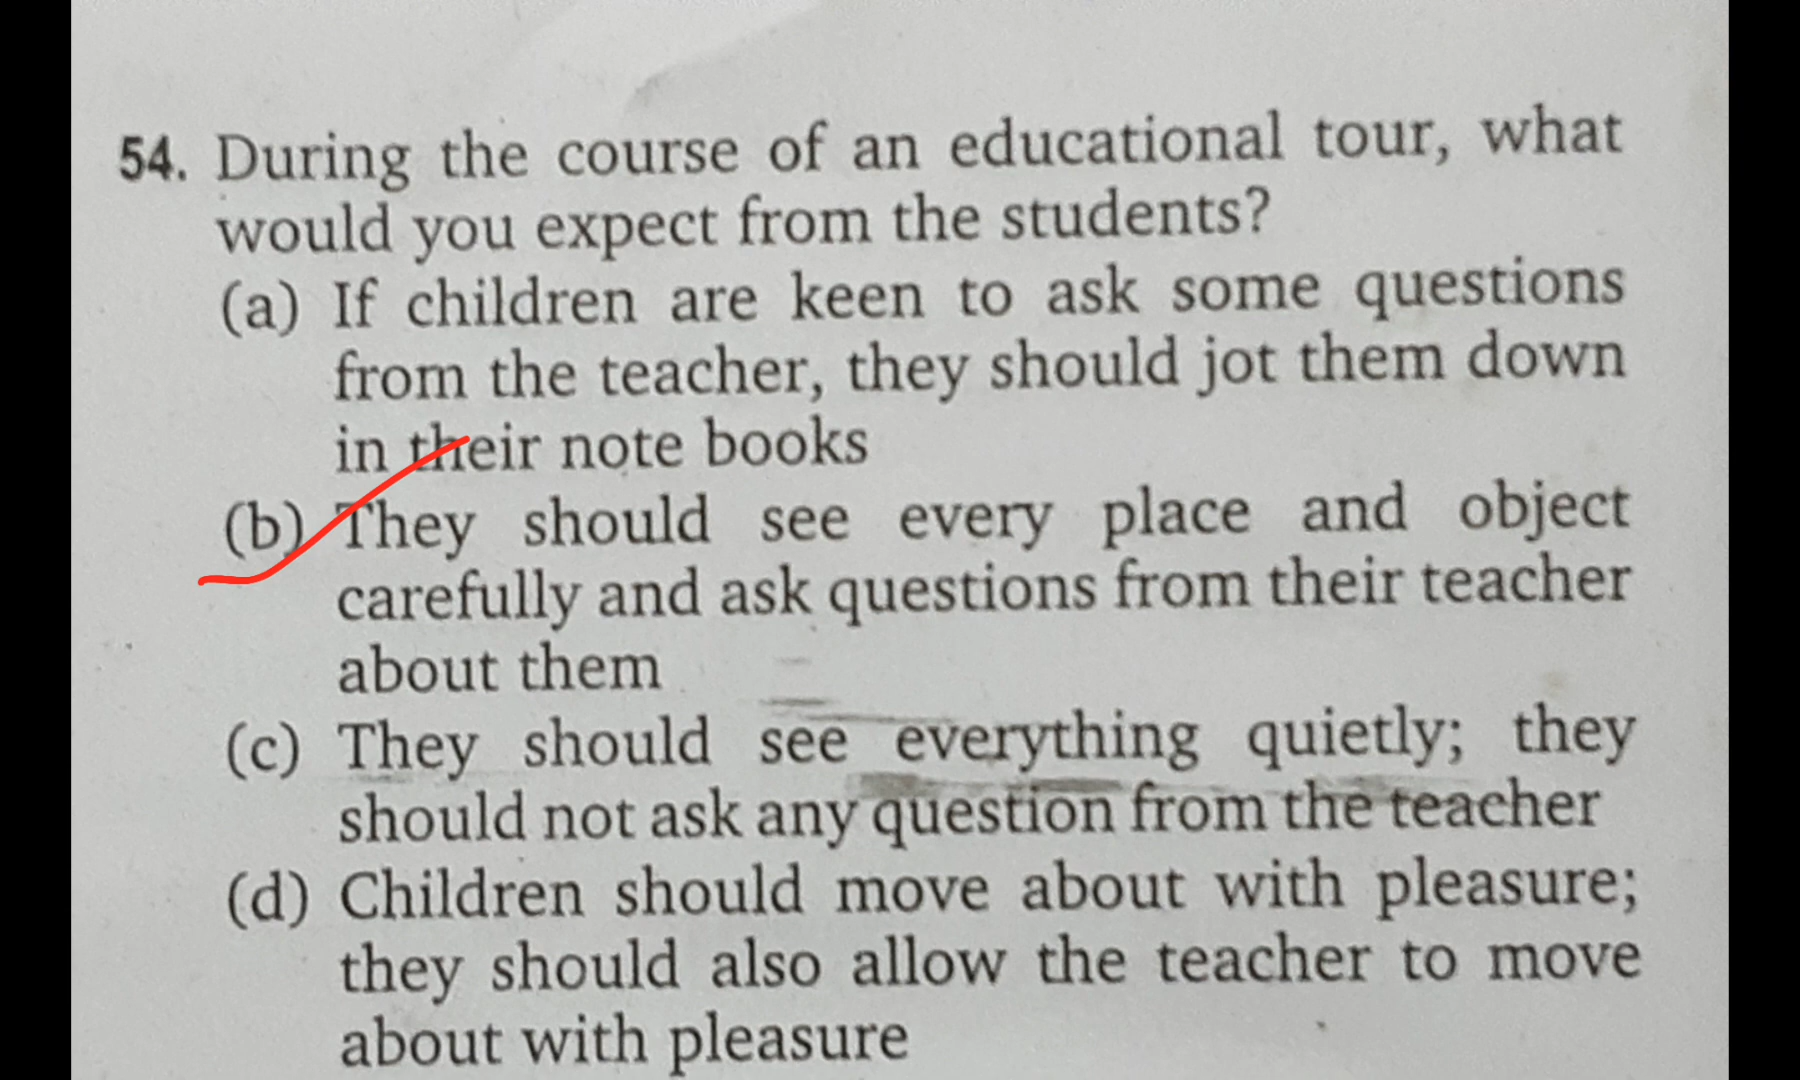 54. During the course of an educational tour, what
would you expect from the students?
(a) If children are keen to ask some questions
from the teacher, they should jot them down
in their note books
(b) They should see every place and object
carefully and ask questions from their teacher
about them
(c) They should see everything quietly; they
should not ask any question from the teacher
(d) Children should move about with pleasure;
they should also allow the teacher to move
about with pleasure